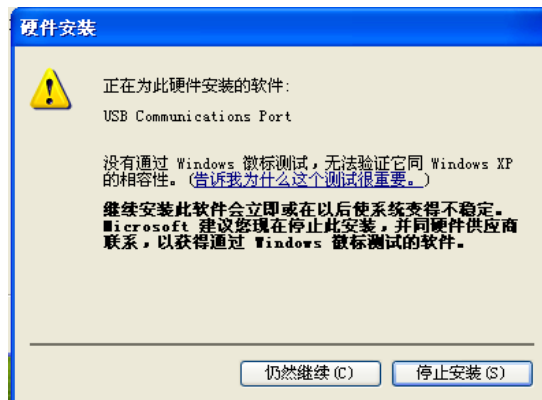 硬件安装
正在为此硬件安装的软件:
USB Communications Port
没有通过 Windows 徽标测试，无法验证它同 Windows XP
的相容性。(告诉我为什么这个测试很重要。)
继续安装此软件会立即或在以后使系统变得不稳定。
Microsoft 建议您现在停止此安装，并同硬件供应商
联系，以获得通过 Windows 徽标测试的软件。
仍然继续(C)
停止安装(S)